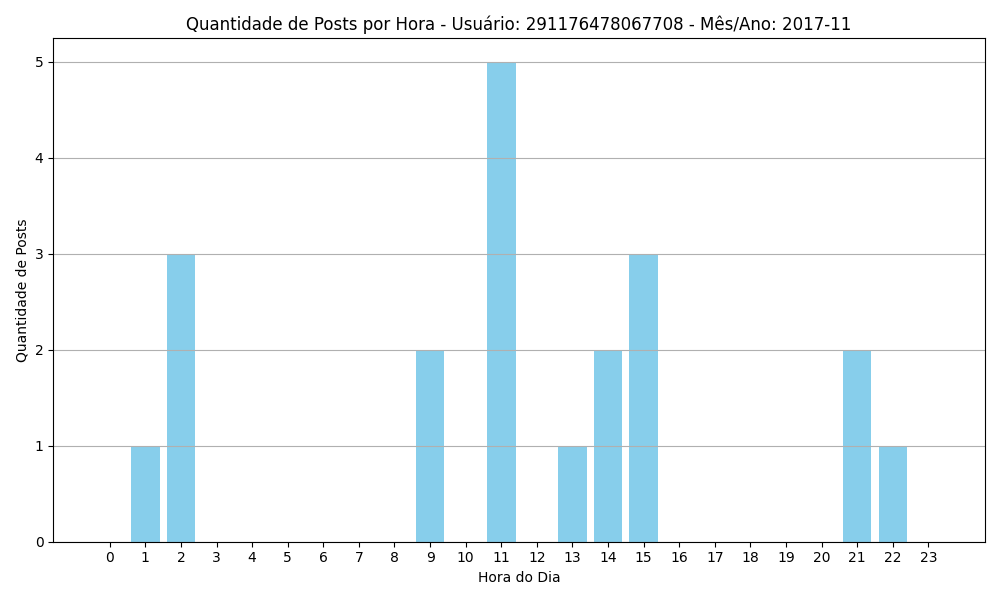 Quantidade de Posts por Hora - Usuário: 291176478067708 - Mês/Ano: 2017-11
Quantidade de Posts
5
4
3
2
1
0
0 1 2 3 4 5 6 7 8 9 10 11 12 13 14 15 16 17 18 19 20 21 22 23
Hora do Dia